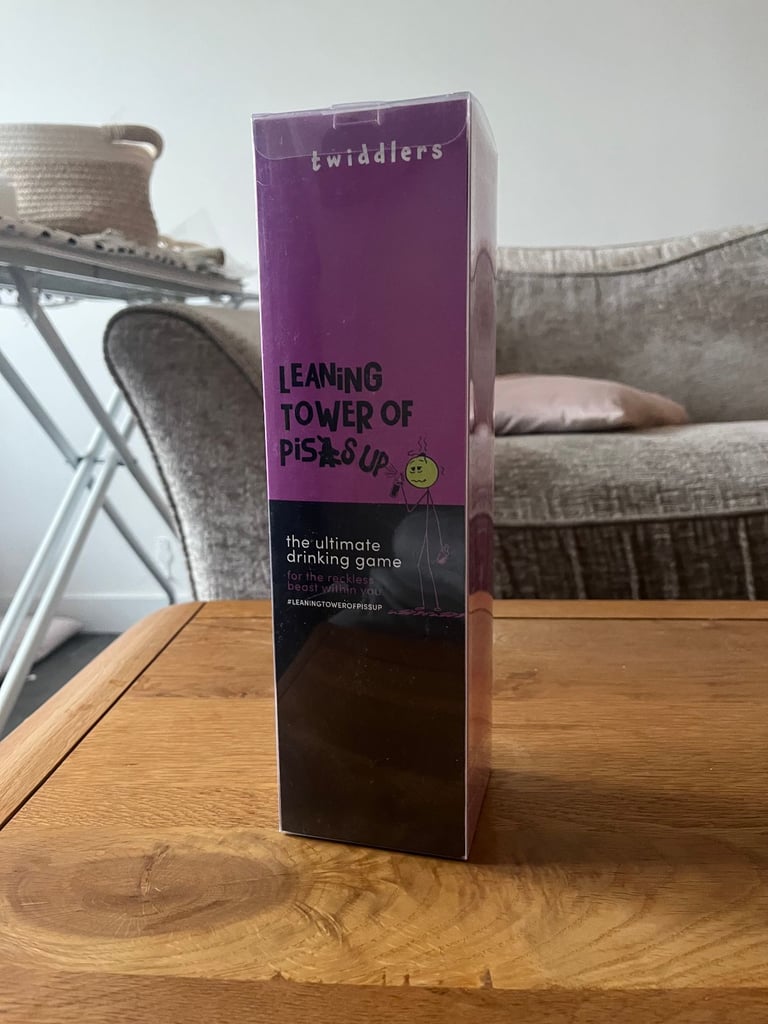 twiddlers
LEANiNG
TOWER OF
PiSAS UP
the ultimate
drinking game
for the reckless
beast within you
#LEANINGTOWEROFPISSUP